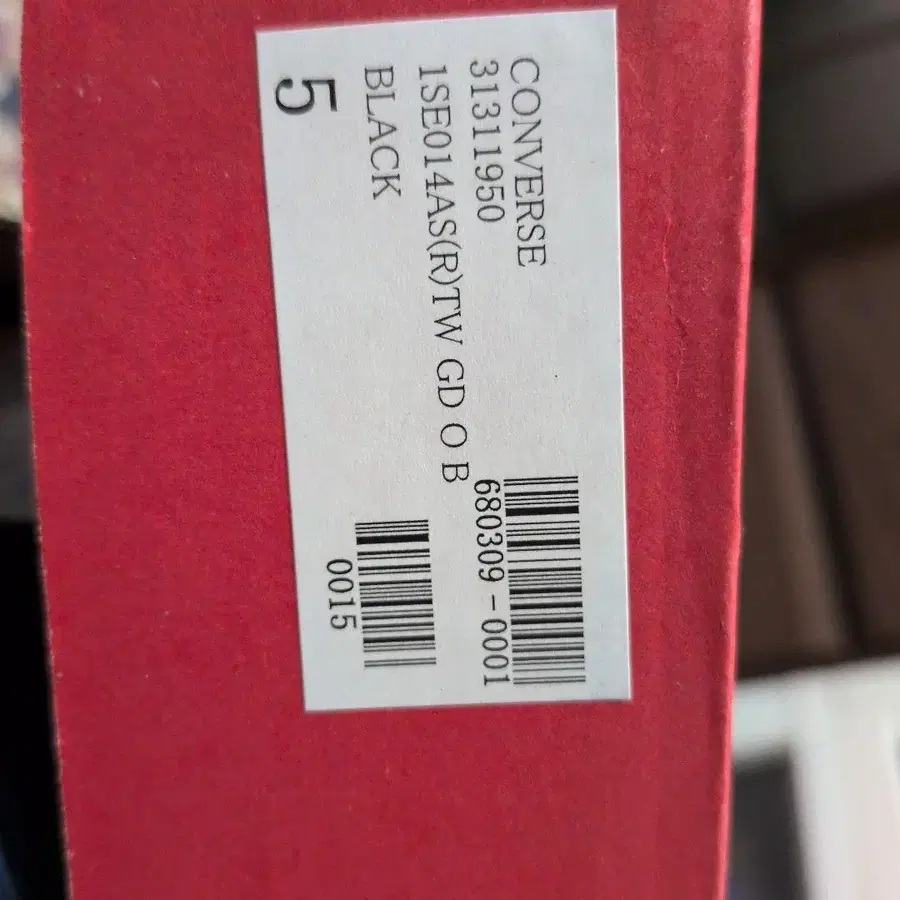 CONVERSE
31311950
1SE014AS(R)TW GD O B
BLACK
5
680309-0001
0015